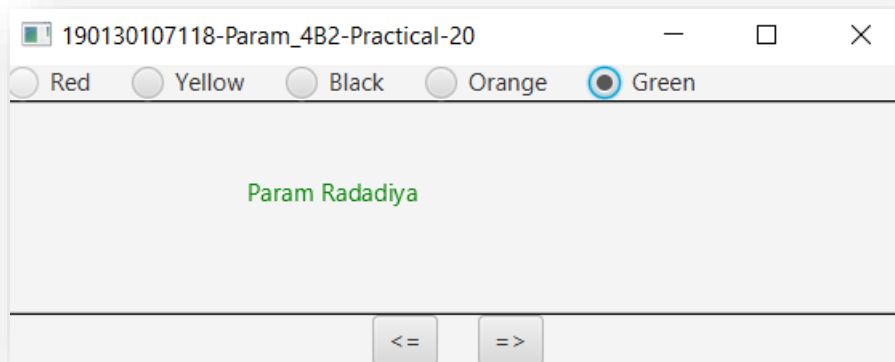 190130107118-Param_4B2-Practical-20
Red Yellow Black Orange Green
Param Radadiya
<= =>